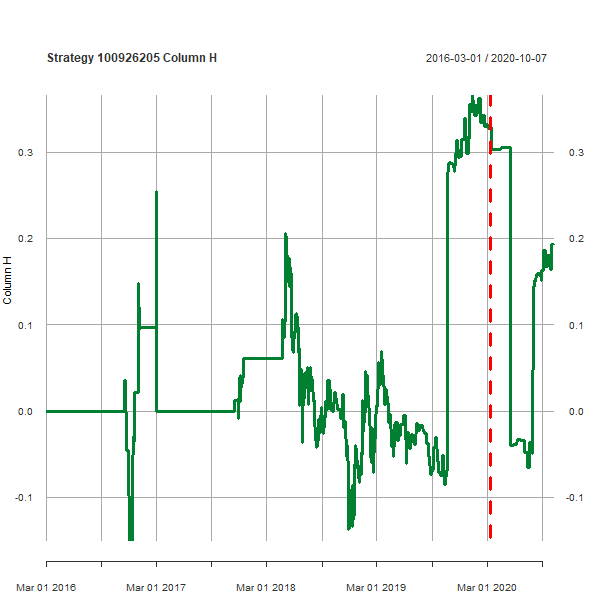 Strategy 100926205 Column H
2016-03-01 / 2020-10-07
Column H
0.3
0.2
0.1
0.0
-0.1
0.3
0.2
0.1
0.0
-0.1
Mar 01 2016
Mar 01 2017
Mar 01 2018
Mar 01 2019
Mar 01 2020